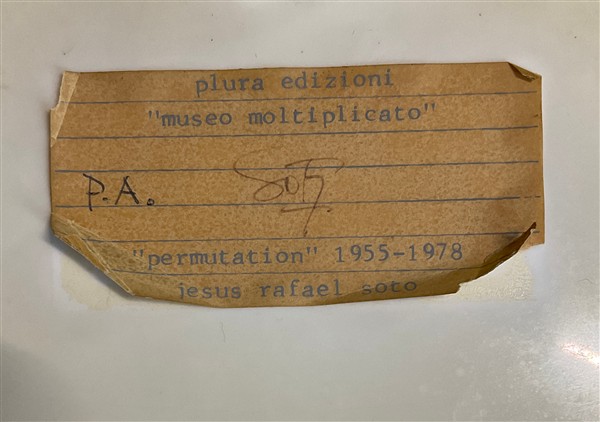 plura edizioni
"museo moltiplicato"
P.A. Soto
"permutation" 1955-1978
jesus rafael soto